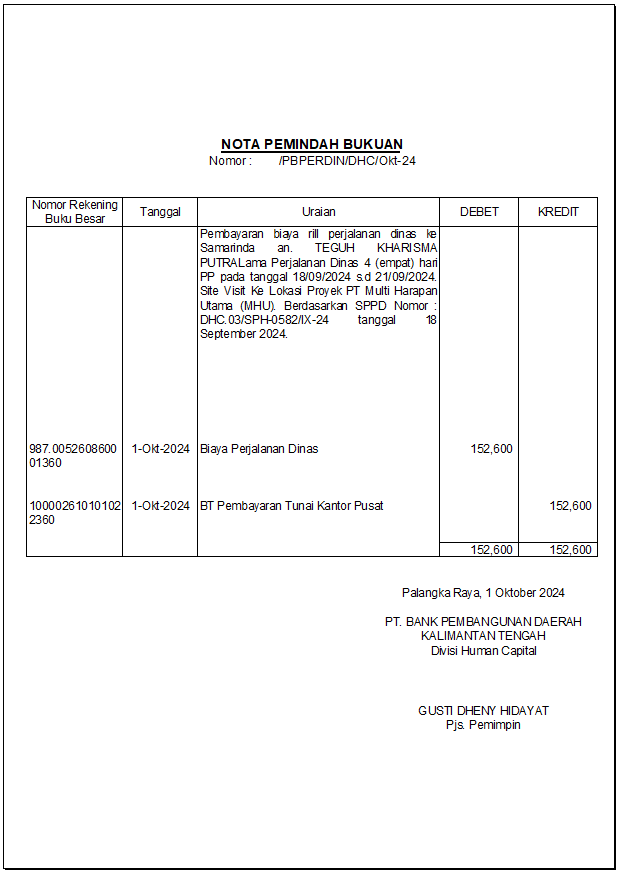 NOTA PEMINDAH BUKUAN
Nomor : /PBPERDIN/DHC/Okt-24
Nomor Rekening Buku Besar Tanggal Uraian DEBET KREDIT
Pembayaran biaya rill perjalanan dinas ke
Samarinda an. TEGUH KHARISMA
PUTRALama Perjalanan Dinas 4 (empat) hari
PP pada tanggal 18/09/2024 s.d 21/09/2024.
Site Visit Ke Lokasi Proyek PT Multi Harapan
Utama (MHU). Berdasarkan SPPD Nomor :
DHC.03/SPH-0582/IX-24 tanggal 18
September 2024.
987.0052608600 1-Okt-2024 Biaya Perjalanan Dinas 152,600
01360
10000261010102 1-Okt-2024 BT Pembayaran Tunai Kantor Pusat 152,600
2360
152,600 152,600
Palangka Raya, 1 Oktober 2024
PT. BANK PEMBANGUNAN DAERAH
KALIMANTAN TENGAH
Divisi Human Capital
GUSTI DHENY HIDAYAT
Pjs. Pemimpin